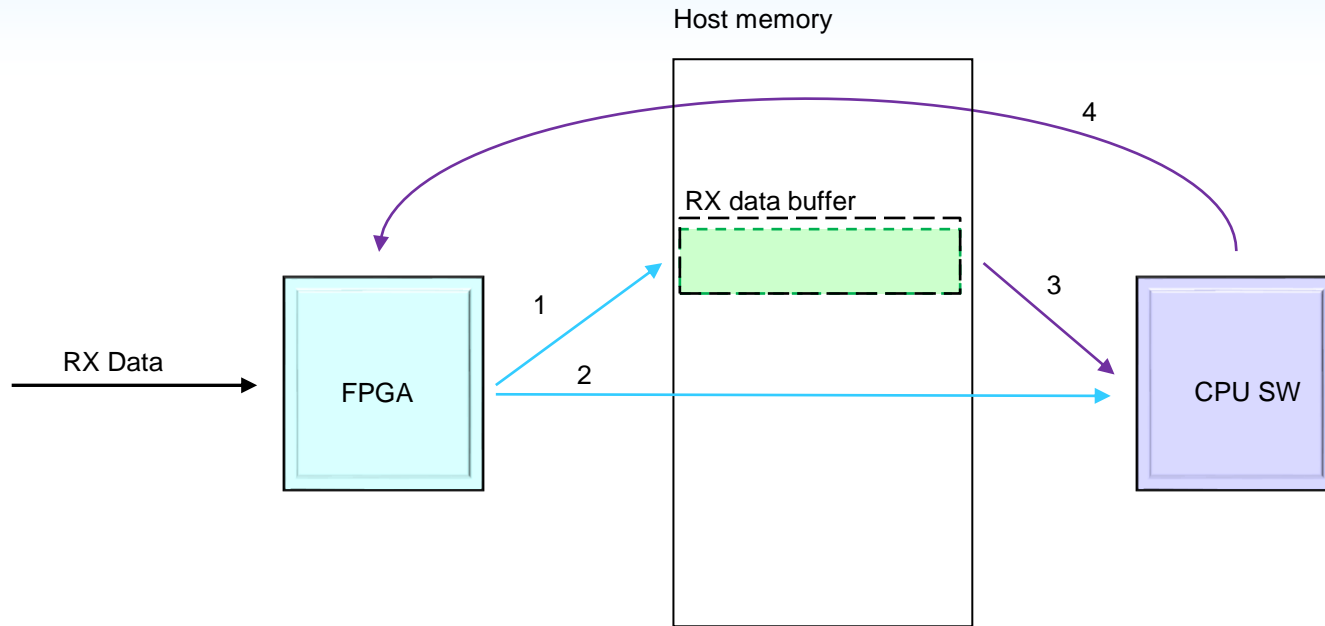 Host memory
4
RX data buffer
3
1
RX Data
2
FPGA
CPU SW